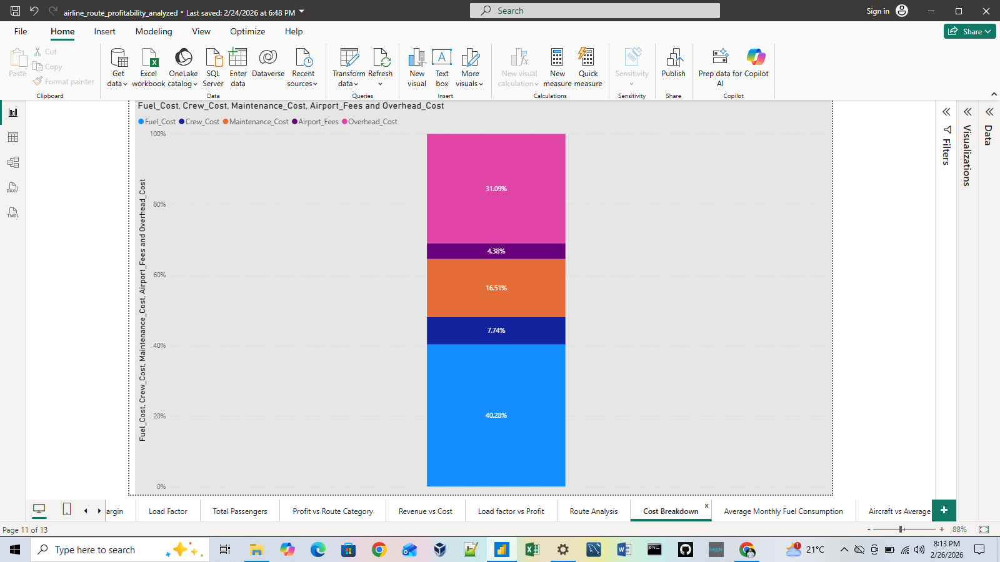 airline_route_profitability_analyzed • Last saved: 2/24/2026 at 6:48 PM
Search
Sign in
File Home Insert Modeling View Optimize Help
Share
Paste
Cut
Copy
Format painter
Clipboard
Get data
Excel workbook
OneLake catalog
SQL Server
Enter data
Dataverse
Recent sources
Data
Transform data
Refresh
Queries
New visual
Text box
More visuals
Insert
New visual calculation
New measure
Quick measure
Calculations
Sensitivity
Sensitivity
Publish
Share
Prep data for AI
Copilot
Copilot
DAX
TMDL
Fuel_Cost, Crew_Cost, Maintenance_Cost, Airport_Fees and Overhead_Cost
Fuel_Cost Crew_Cost Maintenance_Cost Airport_Fees Overhead_Cost
Fuel_Cost, Crew_Cost, Maintenance_Cost, Airport_Fees and Overhead_Cost
100%
80%
60%
40%
20%
0%
31.09%
4.38%
16.51%
7.74%
40.28%
Filters
Visualizations
Data
argin
Load Factor
Total Passengers
Profit vs Route Category
Revenue vs Cost
Load factor vs Profit
Route Analysis
Cost Breakdown x
Average Monthly Fuel Consumption
Aircraft vs Average
+
Page 11 of 13
- + 88%
Type here to search
kaggle
1
21°C
8:13 PM
2/26/2026